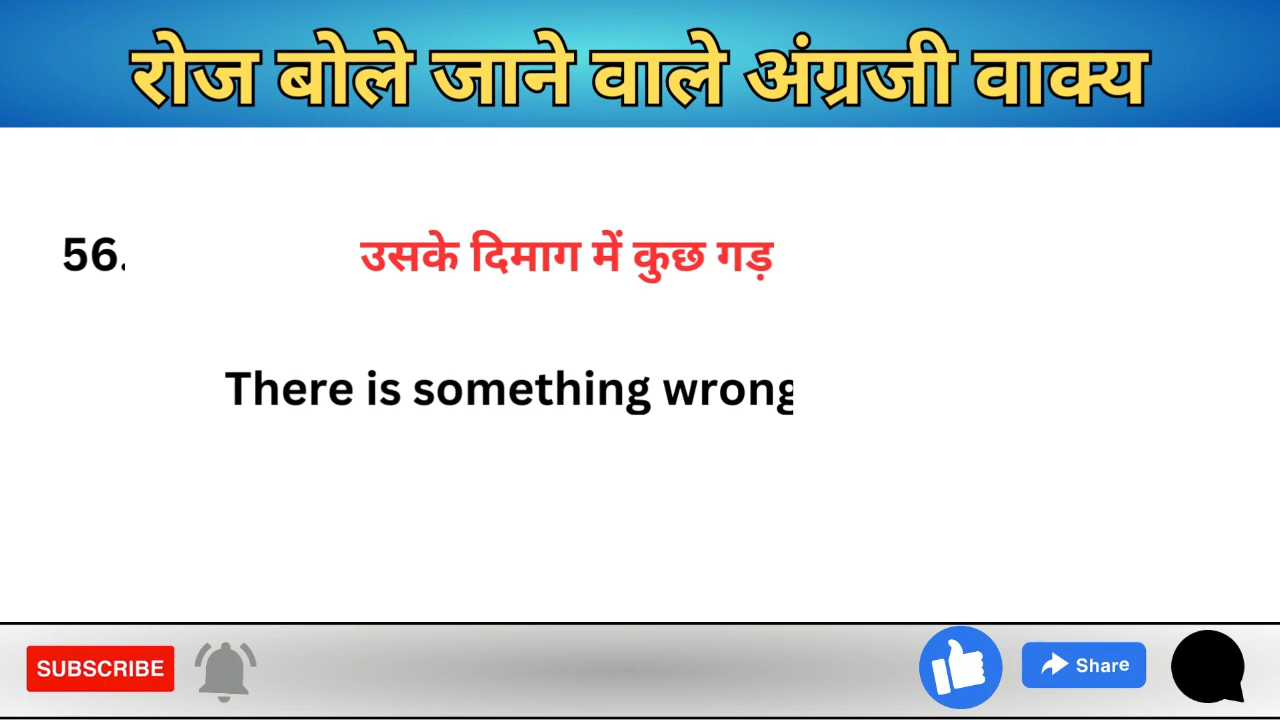 रोज बोले जाने वाले अंग्रजी वाक्य
56.
उसके दिमाग में कुछ गड़
There is something wrong
SUBSCRIBE
Share